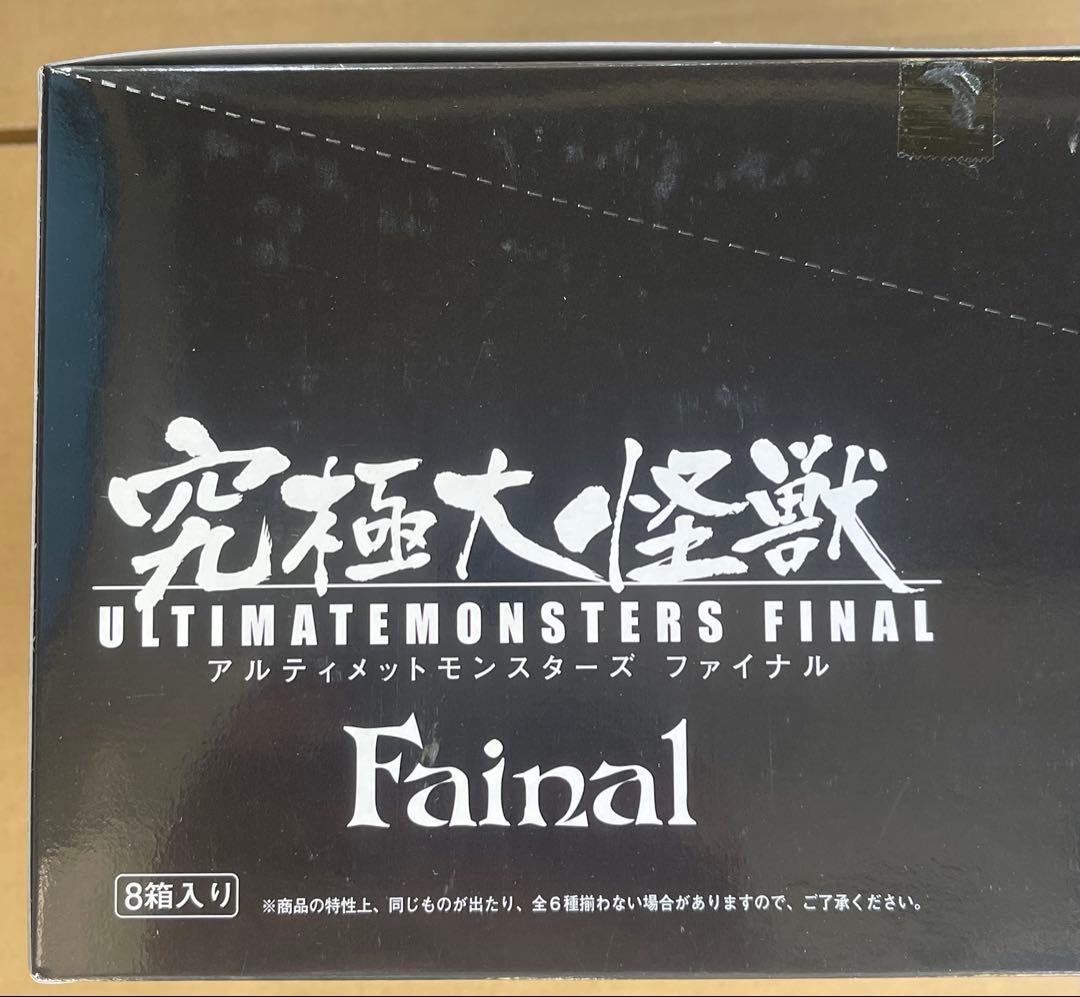 究極大怪獣
ULTIMATEMONSTERS FINAL
アルティメットモンスターズ ファイナル
Fainal
8箱入り
※商品の特性上、同じものが出たり、全6種揃わない場合がありますので、ご了承ください。